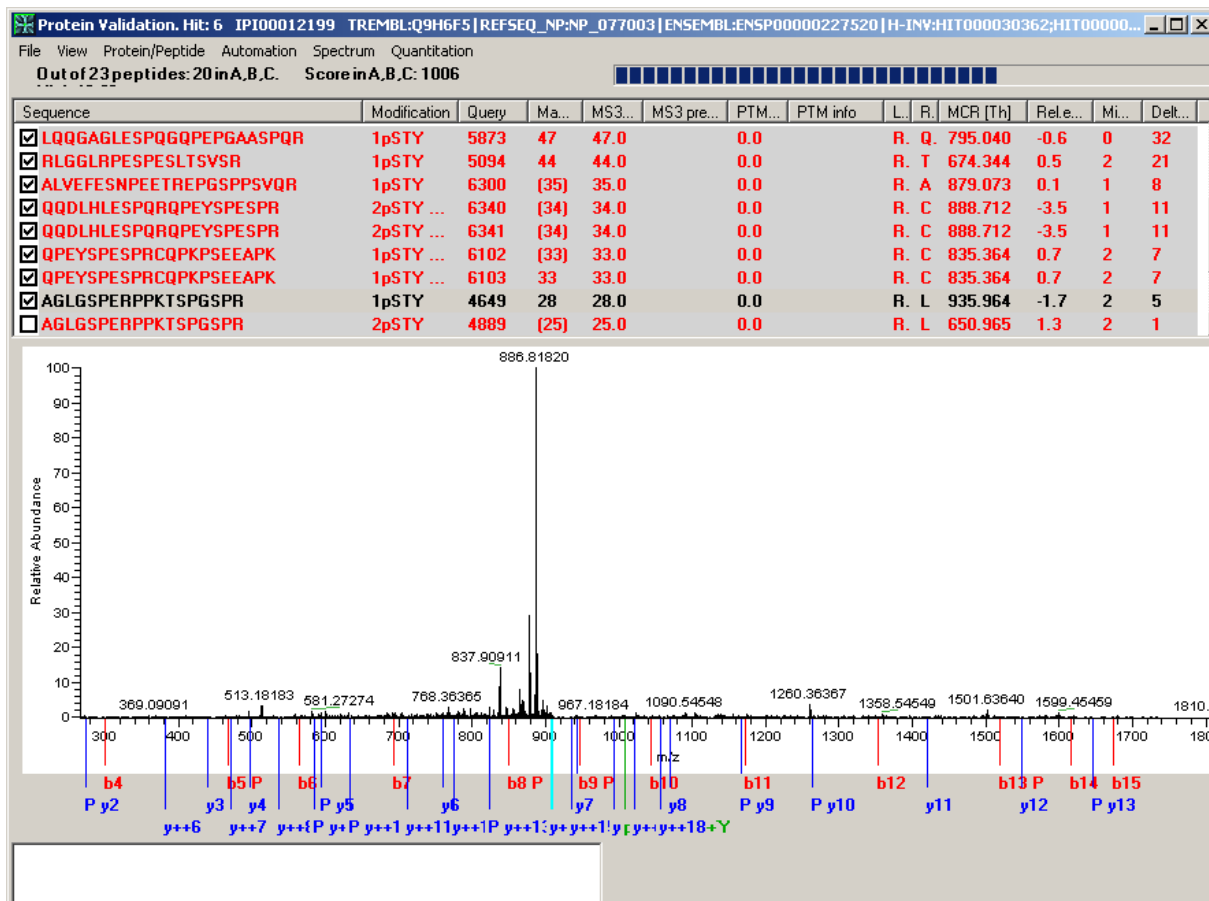 Protein Validation. Hit: 6 IPI00012199 TREMBL:Q9H6F5|REFSEQ_NP:NP_077003|ENSEMBL:ENSP00000227520|H-INV:HIT000030362;HIT00000...
File View Protein/Peptide Automation Spectrum Quantitation
Out of 23 peptides: 20 in A,B,C. Score in A,B,C: 1006
Sequence Modification Query Ma... MS3... MS3 pre... PTM... PTM info L.. R. MCR [Th] Rel.e... Mi... Delt...
LQQGAGLESPQGQPEPGAASPQR 1pSTY 5873 47 47.0 0.0 R. Q. 795.040 -0.6 0 32
RLGGLRPESPESLTSVSR 1pSTY 5094 44 44.0 0.0 R. T 674.344 0.5 2 21
ALVEFESNPEETREPGSPPSVQR 1pSTY 6300 (35) 35.0 0.0 R. A 879.073 0.1 1 8
QQDLHLESPQRQPEYSPESPR 2pSTY ... 6340 (34) 34.0 0.0 R. C 888.712 -3.5 1 11
QQDLHLESPQRQPEYSPESPR 2pSTY ... 6341 (34) 34.0 0.0 R. C 888.712 -3.5 1 11
QPEYSPESPRCQPKPSEEAPK 1pSTY ... 6102 (33) 33.0 0.0 R. C 835.364 0.7 2 7
QPEYSPESPRCQPKPSEEAPK 1pSTY ... 6103 33 33.0 0.0 R. C 835.364 0.7 2 7
AGLGSPERPPKTSPGSPR 1pSTY 4649 28 28.0 0.0 R. L 935.964 -1.7 2 5
AGLGSPERPPKTSPGSPR 2pSTY 4889 (25) 25.0 0.0 R. L 650.965 1.3 2 1
886.81820
100
90
80
70
60
50
40
30
20
10
0
Relative Abundance
837.90911
369.09091 513.18183 581.27274 768.36365 967.18184 1090.54548 1260.36367 1358.54549 1501.63640 1599.45459 1810.
300 400 500 600 700 800 900 1000 1100 1200 1300 1400 1500 1600 1700 180
m/z
b4 b5 P b6 b7 b8 P b9 P b10 b11 b12 b13 P b14 b15
P y2 y3 y4 P y5 y6 y7 y8 P y9 P y10 y11 y12 P y13
y++6 y++7 y++11 y++18+Y